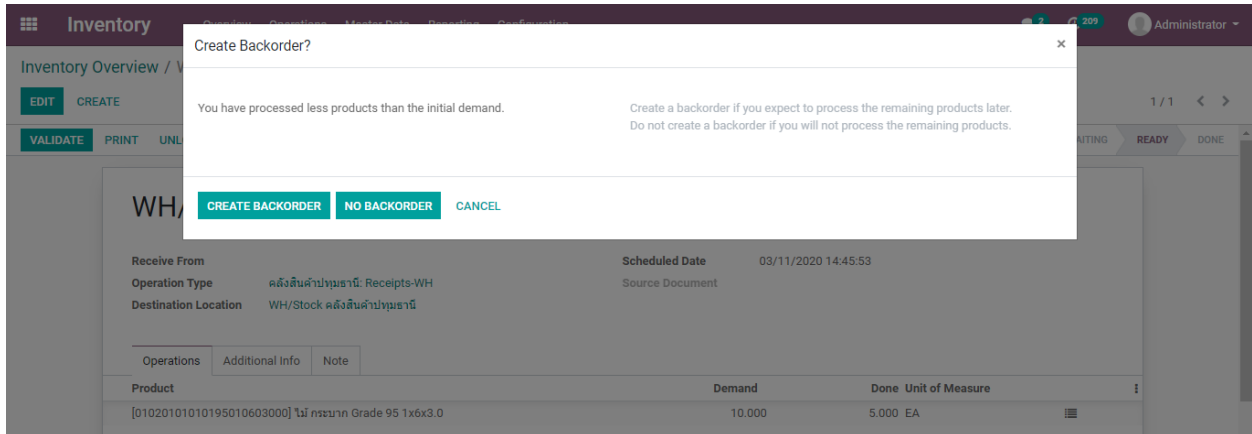 Inventory
Overview Operations Master Data Reporting Configuration
2
209
Administrator
Create Backorder?
×
Inventory Overview /
EDIT CREATE
You have processed less products than the initial demand.
Create a backorder if you expect to process the remaining products later.
Do not create a backorder if you will not process the remaining products.
1 / 1
VALIDATE PRINT
READY DONE
CREATE BACKORDER NO BACKORDER CANCEL
WH/
Receive From
Scheduled Date 03/11/2020 14:45:53
Operation Type คลังสินค้าปทุมธานี: Receipts-WH
Source Document
Destination Location WH/Stock คลังสินค้าปทุมธานี
Operations Additional Info Note
Product Demand Done Unit of Measure
[01020101010195010603000] ไม้ กระบาก Grade 95 1x6x3.0 10.000 5.000 EA